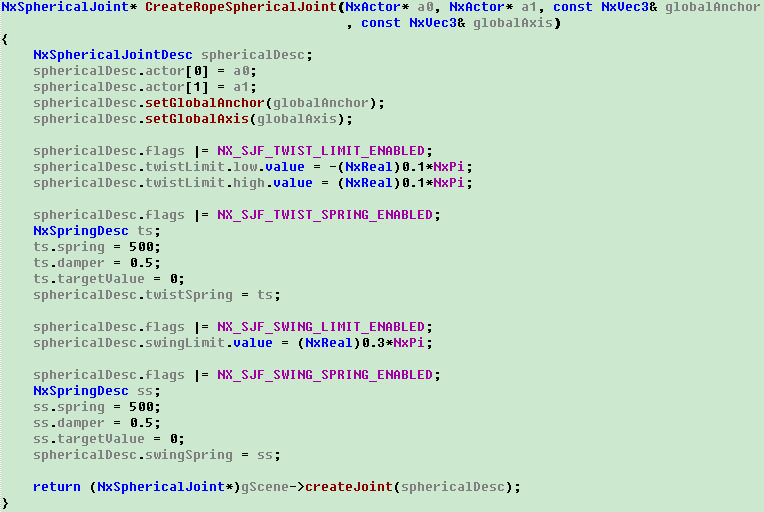 NxSphericalJoint* CreateRopeSphericalJoint(NxActor* a0, NxActor* a1, const NxVec3& globalAnchor
, const NxVec3& globalAxis)
{
NxSphericalJointDesc sphericalDesc;
sphericalDesc.actor[0] = a0;
sphericalDesc.actor[1] = a1;
sphericalDesc.setGlobalAnchor(globalAnchor);
sphericalDesc.setGlobalAxis(globalAxis);
sphericalDesc.flags |= NX_SJF_TWIST_LIMIT_ENABLED;
sphericalDesc.twistLimit.low.value = -(NxReal)0.1*NxPi;
sphericalDesc.twistLimit.high.value = (NxReal)0.1*NxPi;
sphericalDesc.flags |= NX_SJF_TWIST_SPRING_ENABLED;
NxSpringDesc ts;
ts.spring = 500;
ts.damper = 0.5;
ts.targetValue = 0;
sphericalDesc.twistSpring = ts;
sphericalDesc.flags |= NX_SJF_SWING_LIMIT_ENABLED;
sphericalDesc.swingLimit.value = (NxReal)0.3*NxPi;
sphericalDesc.flags |= NX_SJF_SWING_SPRING_ENABLED;
NxSpringDesc ss;
ss.spring = 500;
ss.damper = 0.5;
ss.targetValue = 0;
sphericalDesc.swingSpring = ss;
return (NxSphericalJoint*)gScene->createJoint(sphericalDesc);
}